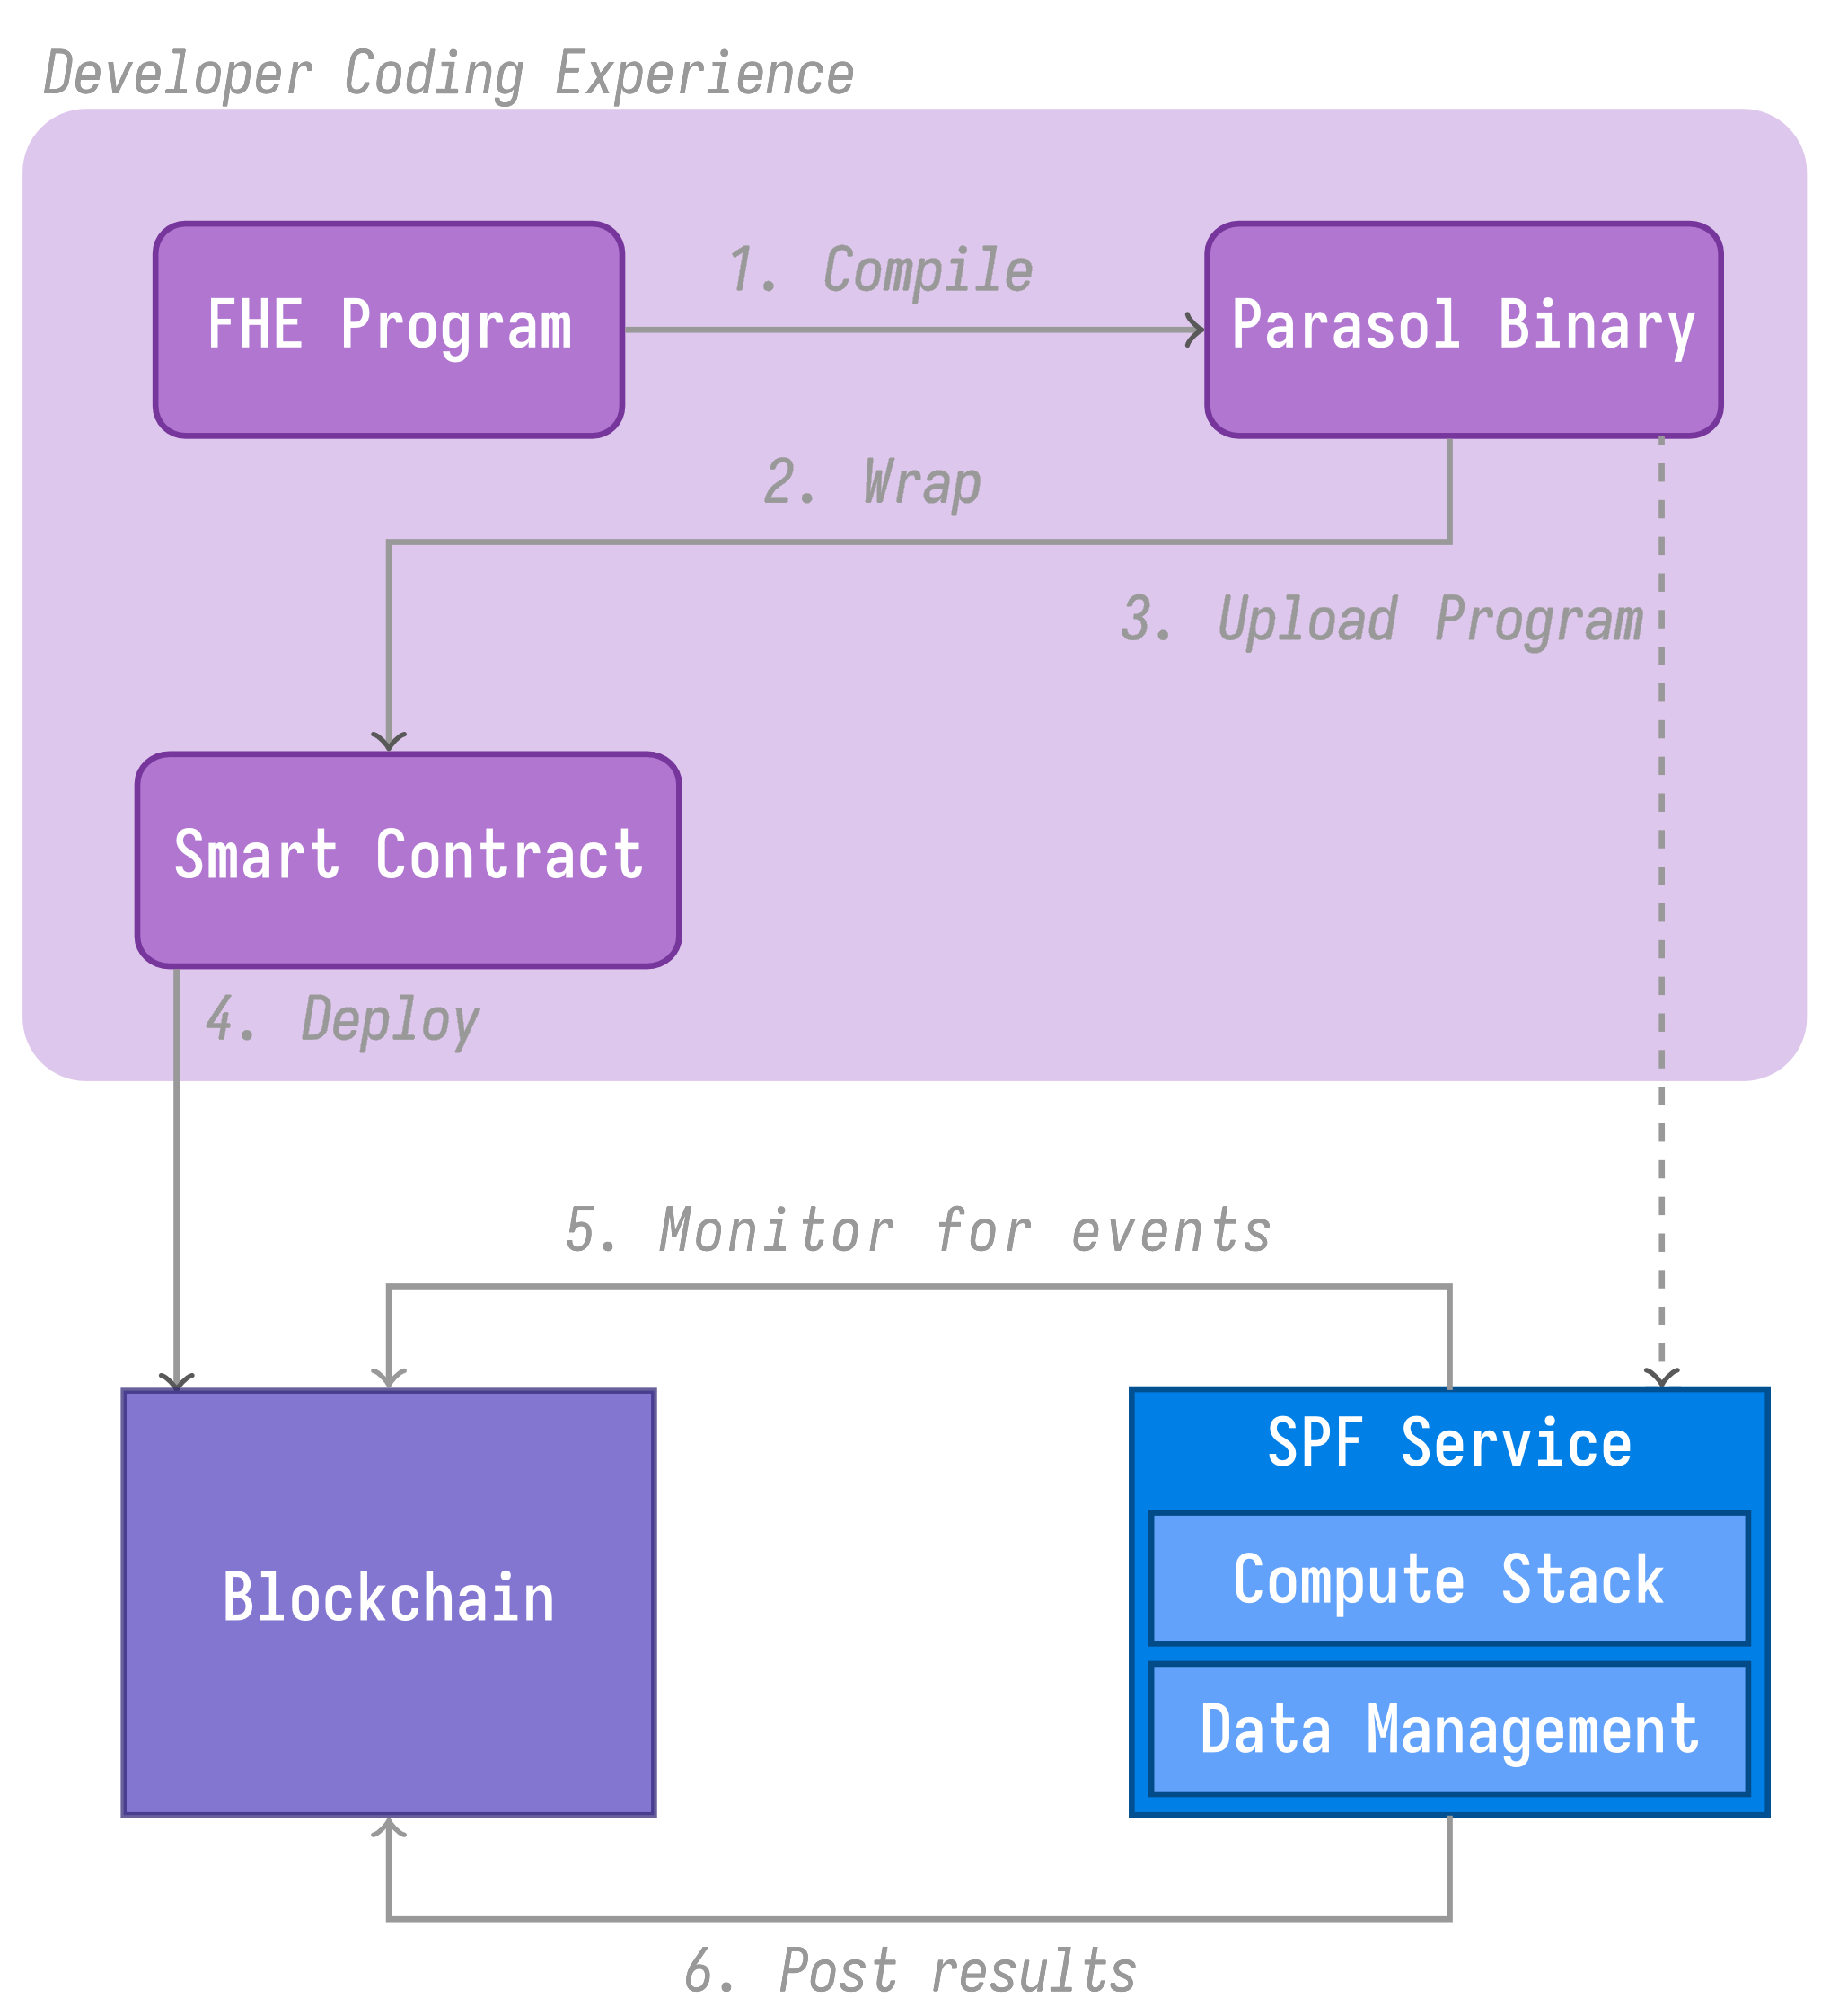 Developer Coding Experience
FHE Program
1. Compile
Parasol Binary
2. Wrap
3. Upload Program
Smart Contract
4. Deploy
5. Monitor for events
Blockchain
SPF Service
Compute Stack
Data Management
6. Post results